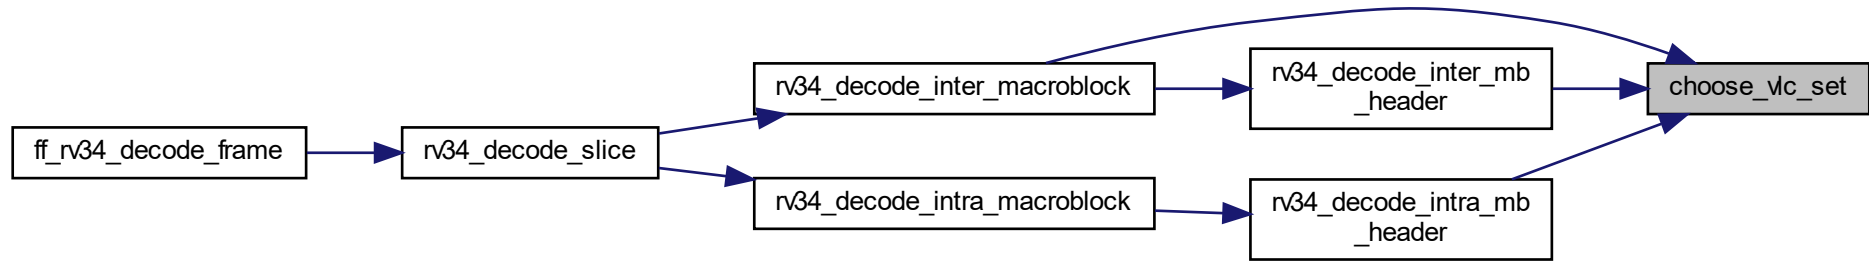 ff_rv34_decode_frame
rv34_decode_slice
rv34_decode_inter_macroblock
rv34_decode_intra_macroblock
rv34_decode_inter_mb
_header
rv34_decode_intra_mb
_header
choose_vlc_set